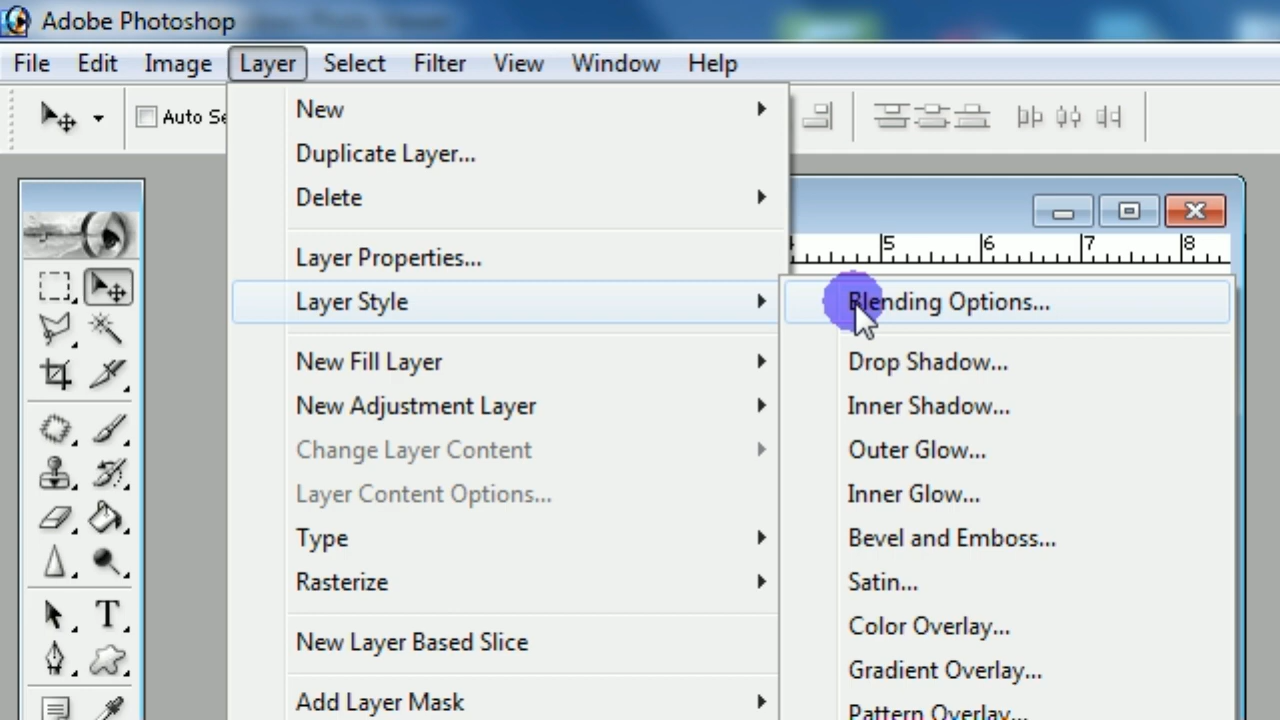 Adobe Photoshop
File Edit Image Layer Select Filter View Window Help
Auto Se
New
Duplicate Layer...
Delete
Layer Properties...
Layer Style
New Fill Layer
New Adjustment Layer
Change Layer Content
Layer Content Options...
Type
Rasterize
New Layer Based Slice
Add Layer Mask
5 6 7 8
Blending Options...
Drop Shadow...
Inner Shadow...
Outer Glow...
Inner Glow...
Bevel and Emboss...
Satin...
Color Overlay...
Gradient Overlay...
Pattern Overlay...